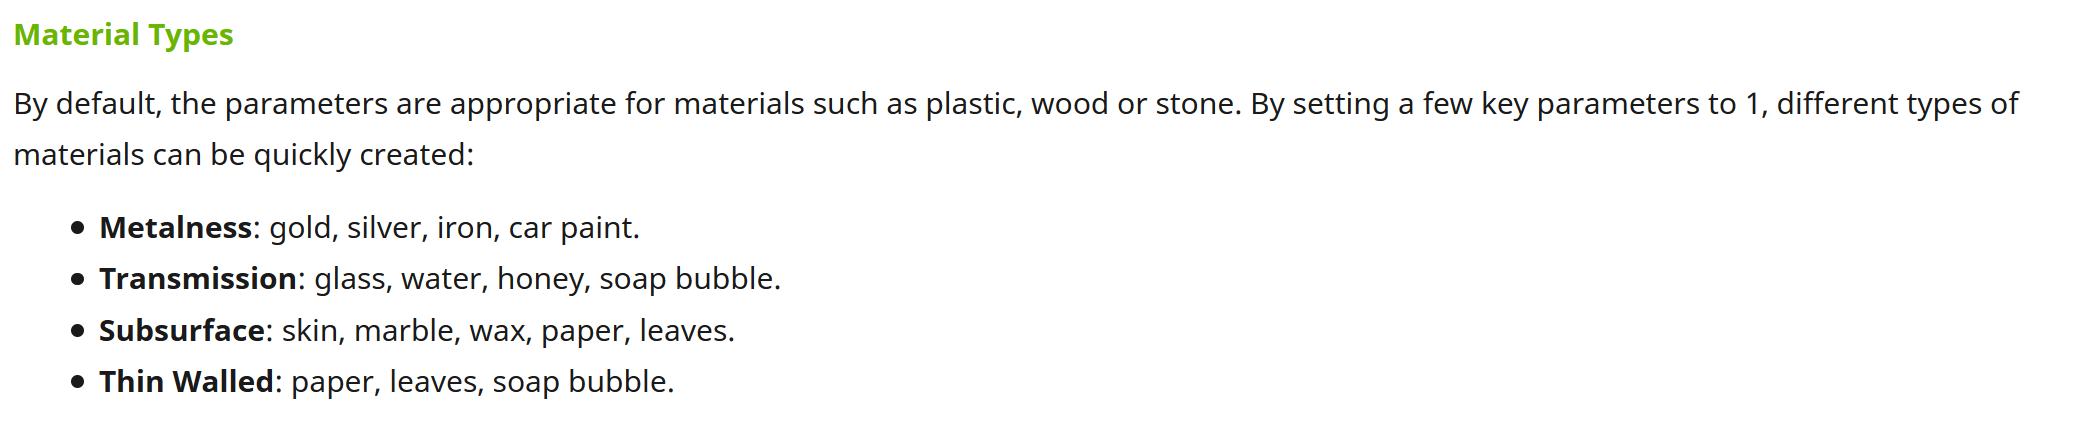 Material Types
By default, the parameters are appropriate for materials such as plastic, wood or stone. By setting a few key parameters to 1, different types of
materials can be quickly created:
● Metalness: gold, silver, iron, car paint.
● Transmission: glass, water, honey, soap bubble.
● Subsurface: skin, marble, wax, paper, leaves.
● Thin Walled: paper, leaves, soap bubble.